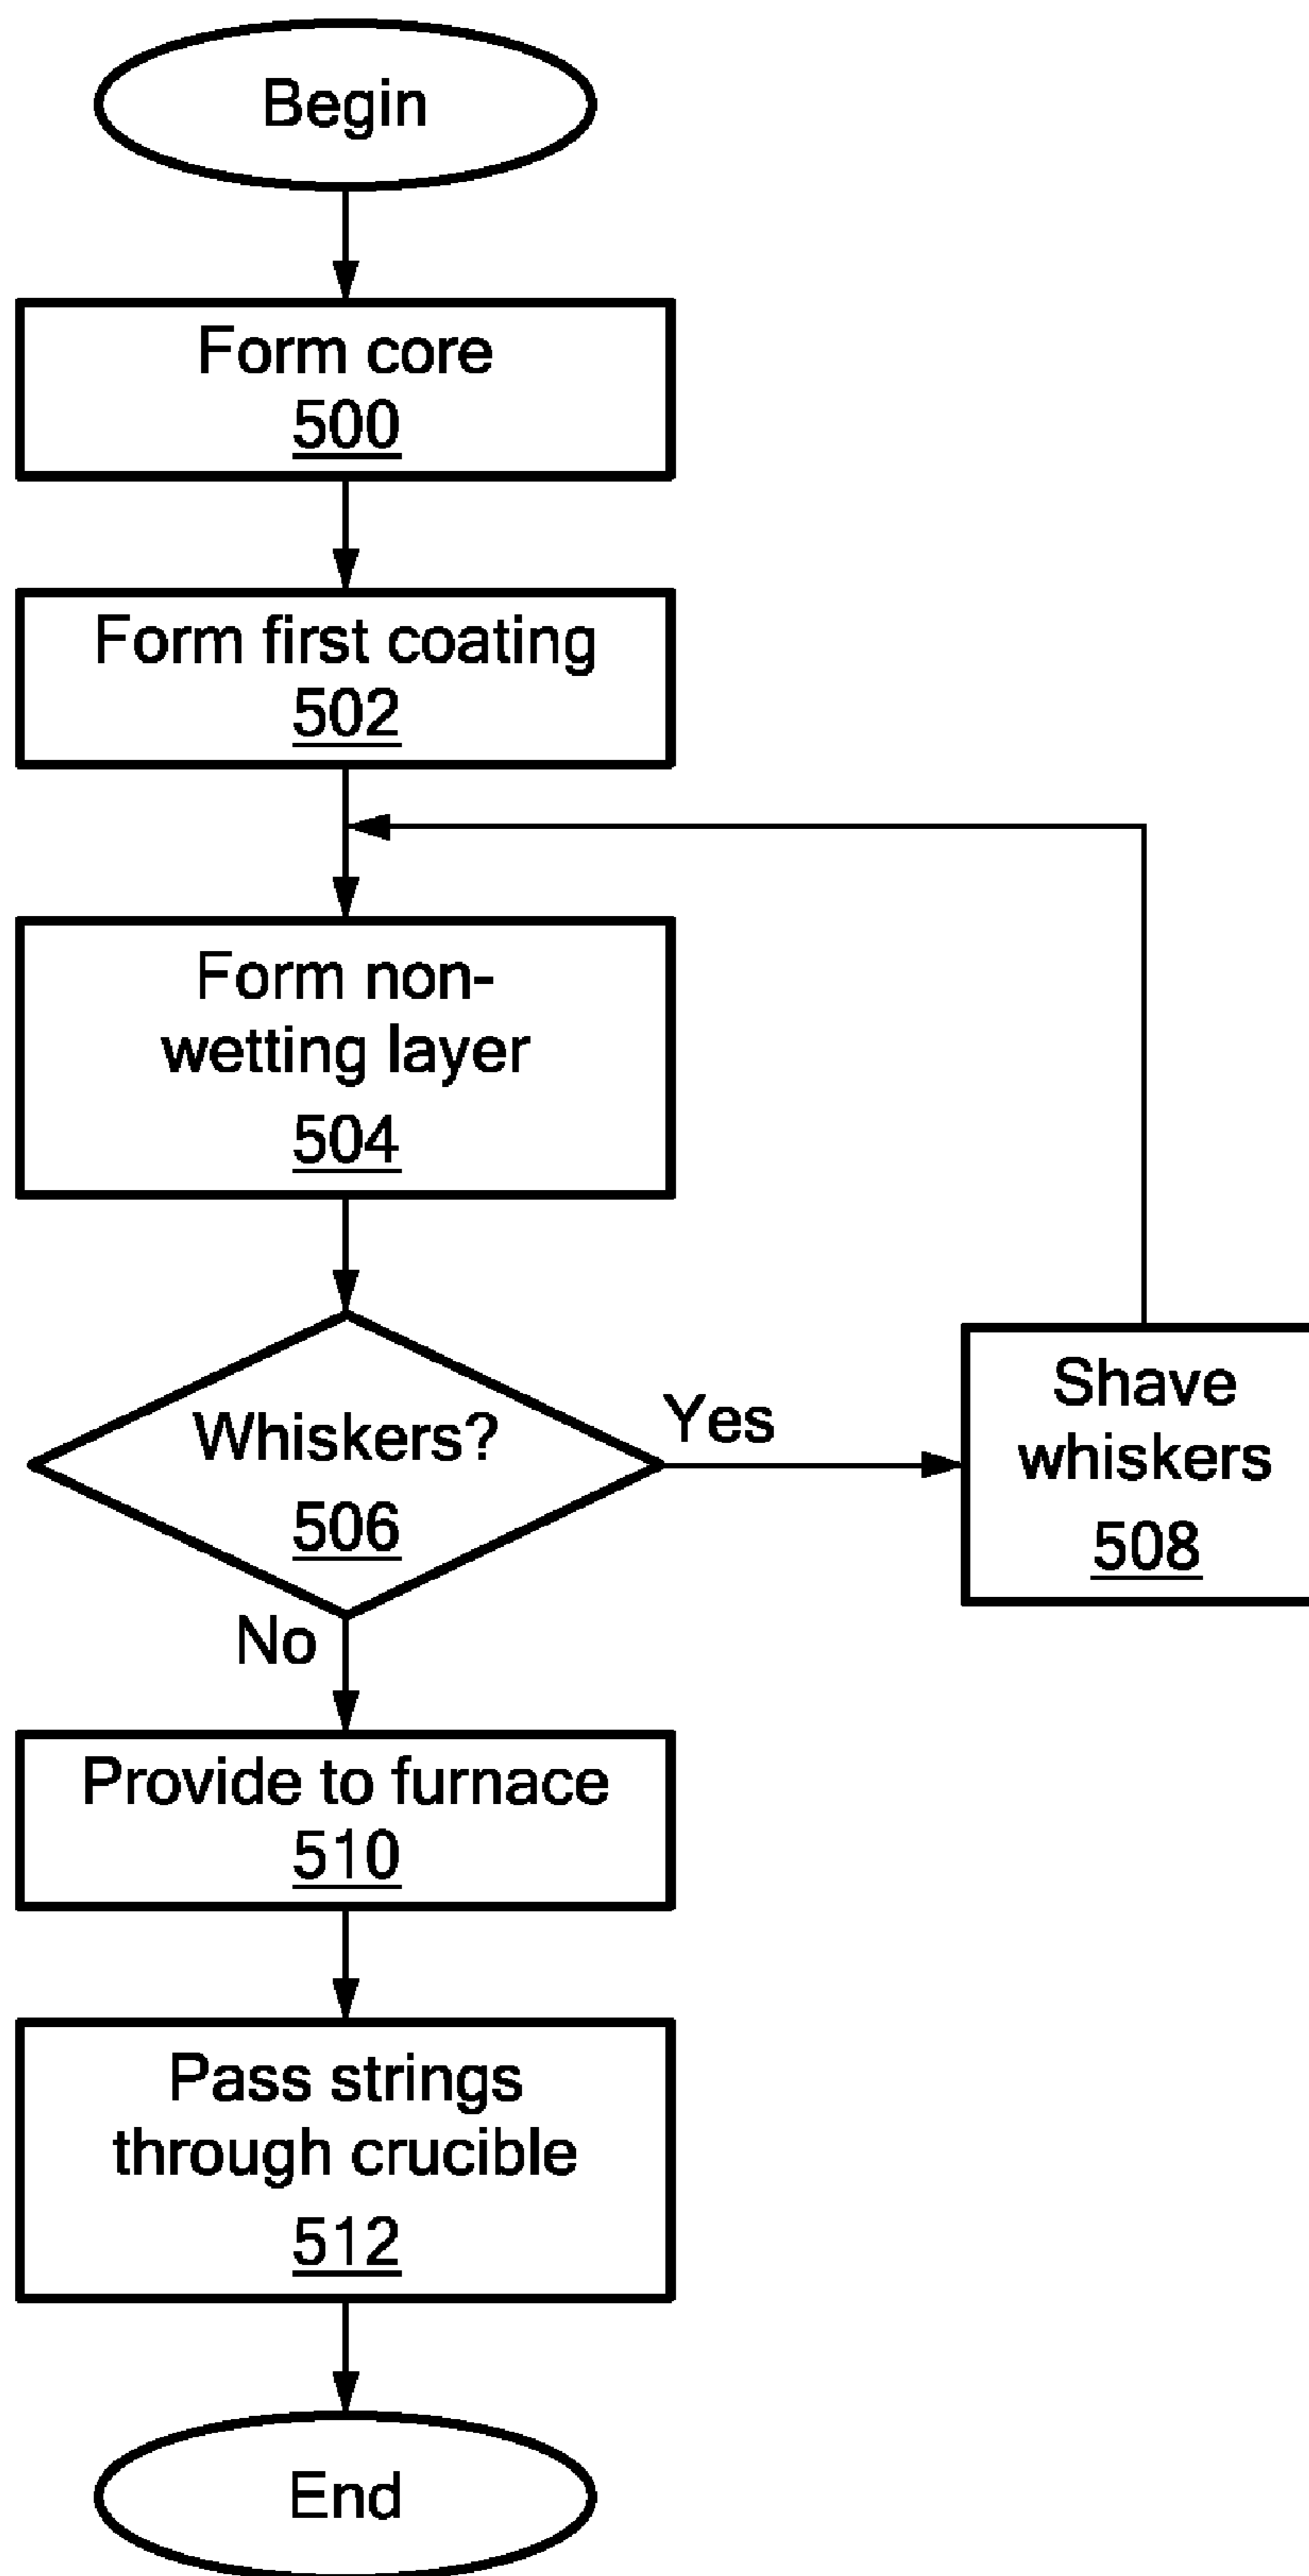 Begin
Form core
500
Form first coating
502
Form non-
wetting layer
504
Whiskers?
506
Yes
Shave
whiskers
508
No
Provide to furnace
510
Pass strings
through crucible
512
End